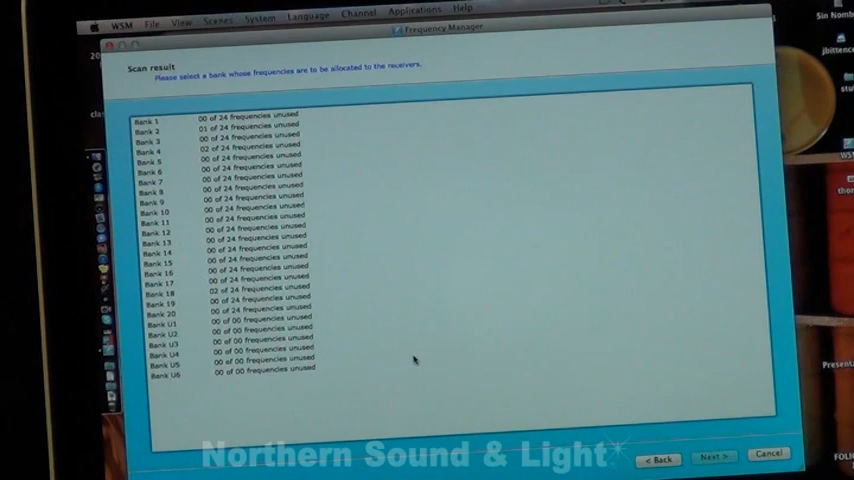 WSM File View Scenes System Language Channel Applications Help
Frequency Manager
Sin Nomb
jbittence
Scan result
Please select a bank whose frequencies are to be allocated to the receivers.
Bank 1 00 of 24 frequencies unused
Bank 2 01 of 24 frequencies unused
Bank 3 00 of 24 frequencies unused
Bank 4 02 of 24 frequencies unused
Bank 5 00 of 24 frequencies unused
Bank 6 00 of 24 frequencies unused
Bank 7 00 of 24 frequencies unused
Bank 8 00 of 24 frequencies unused
Bank 9 00 of 24 frequencies unused
Bank 10 00 of 24 frequencies unused
Bank 11 00 of 24 frequencies unused
Bank 12 00 of 24 frequencies unused
Bank 13 00 of 24 frequencies unused
Bank 14 00 of 24 frequencies unused
Bank 15 00 of 24 frequencies unused
Bank 16 00 of 24 frequencies unused
Bank 17 00 of 24 frequencies unused
Bank 18 02 of 24 frequencies unused
Bank 19 00 of 24 frequencies unused
Bank 20 00 of 24 frequencies unused
Bank U1 00 of 00 frequencies unused
Bank U2 00 of 00 frequencies unused
Bank U3 00 of 00 frequencies unused
Bank U4 00 of 00 frequencies unused
Bank U5 00 of 00 frequencies unused
Bank U6 00 of 00 frequencies unused
< Back Next > Cancel
Northern Sound & Light
Present
FOLIO